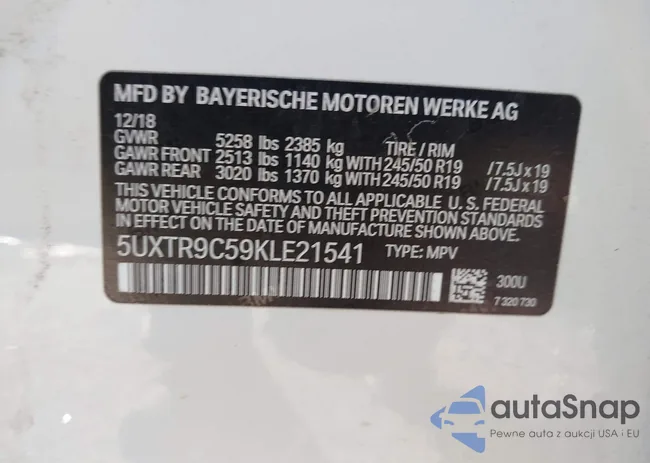 MFD BY BAYERISCHE MOTOREN WERKE AG
12/18
GVWR 5258 lbs 2385 kg TIRE / RIM
GAWR FRONT 2513 lbs 1140 kg WITH 245/50 R19 /7.5J x 19
GAWR REAR 3020 lbs 1370 kg WITH 245/50 R19 /7.5J x 19
THIS VEHICLE CONFORMS TO ALL APPLICABLE U. S. FEDERAL
MOTOR VEHICLE SAFETY AND THEFT PREVENTION STANDARDS
IN EFFECT ON THE DATE OF MANUFACTURE SHOWN ABOVE.
5UXTR9C59KLE21541 TYPE: MPV
300U
7 320 730
autaSnap
Pewne auta z aukcji USA i EU